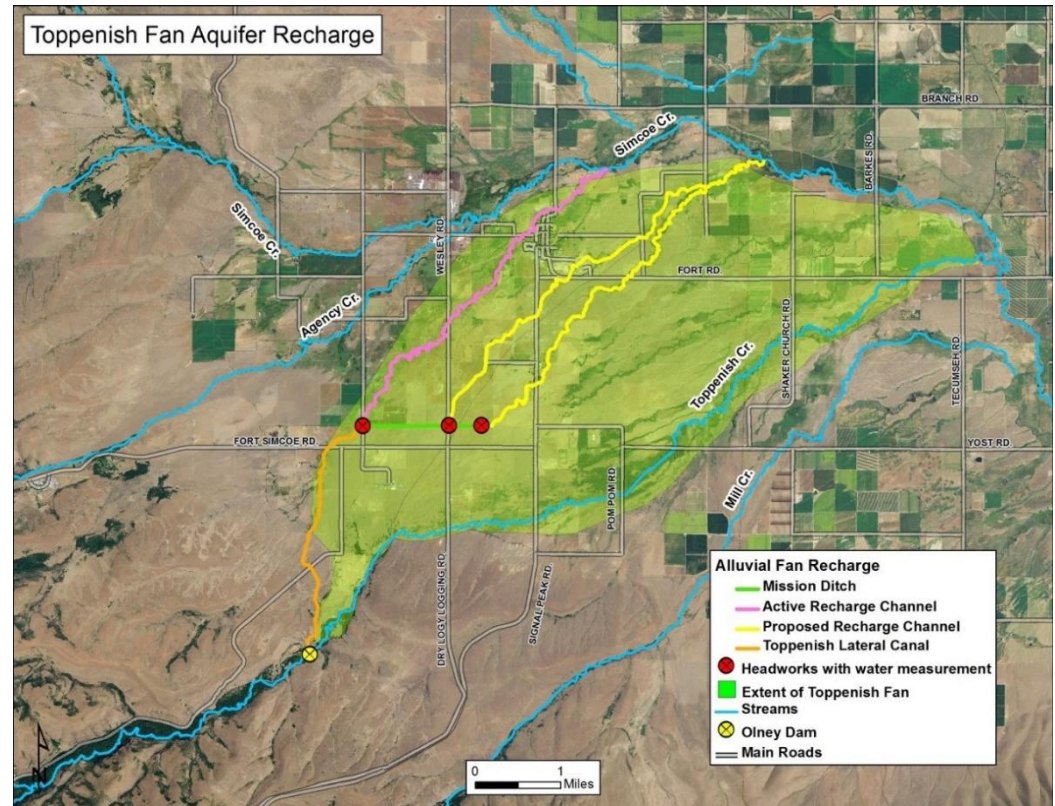 Toppenish Fan Aquifer Recharge
BRANCH RD
Simcoe Cr.
BARKES RD.
Simcoe Cr.
WESLEY RD.
FORT RD.
Agency Cr.
SHAKER CHURCH RD
Toppenish Cr.
TECUMSEH RD.
FORT SIMCOE RD.
YOST RD.
POM POM RD
Mill Cr.
DRY LOGY LOGGING RD.
SIGNAL PEAK RD.
Alluvial Fan Recharge
Mission Ditch
Active Recharge Channel
Proposed Recharge Channel
Toppenish Lateral Canal
Headworks with water measurement
Extent of Toppenish Fan
Streams
Olney Dam
Main Roads
N
0 1
Miles